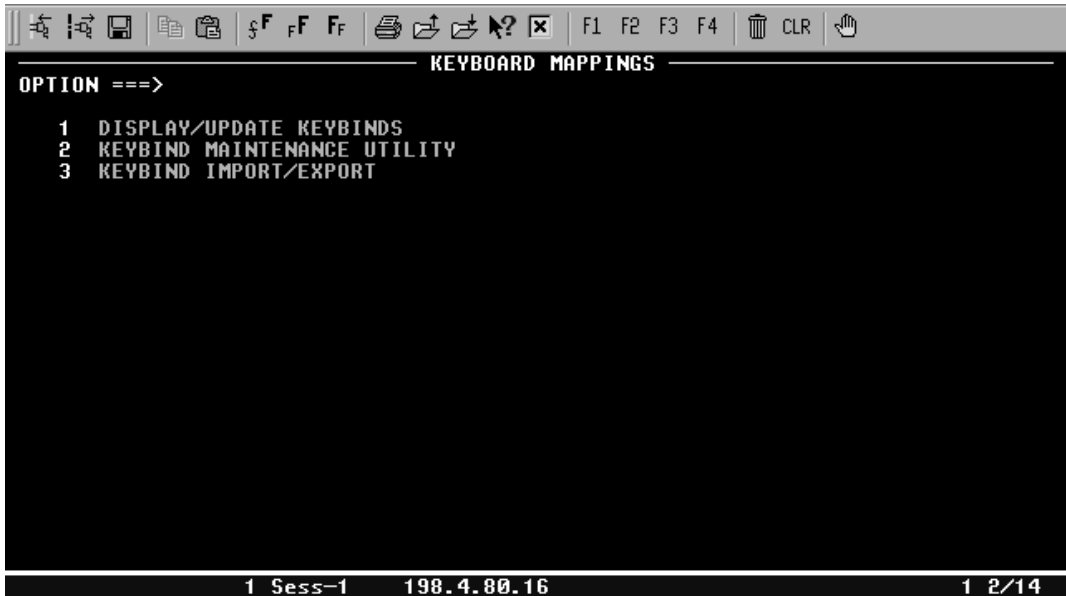 F F F F F F F1 F2 F3 F4 CLR
KEYBOARD MAPPINGS
OPTION ===>
1 DISPLAY/UPDATE KEYBINDS
2 KEYBIND MAINTENANCE UTILITY
3 KEYBIND IMPORT/EXPORT
1 Sess-1 198.4.80.16 1 2/14